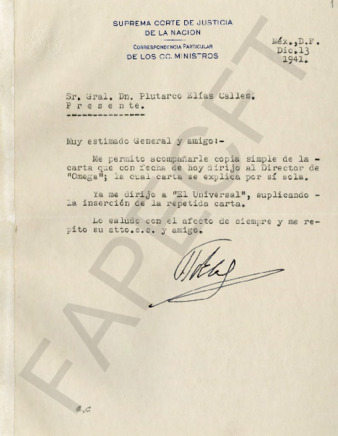 1
SUPREMA CORTE DE JUSTICIA
DE LA NACION
CORRESPONDENCIA PARTICULAR
DE LOS CC. MINISTROS
Méx.,D.F.
Dic.13
1941.
Sr. Gral. Dn. Plutarco Elías Calles.
P r e s e n t e.
Muy estimado General y amigo:-
Me permito acompañarle copia simple de la -
carta que con fecha de hoy dirijo al Director de
"Omega"; la cual carta se explica por sí sola.
Ya me dirijo a "El Universal", suplicando -
la inserción de la repetida carta.
Lo saludo con el afecto de siempre y me re-
pito su atto.s.s. y amigo.
FAPECFT